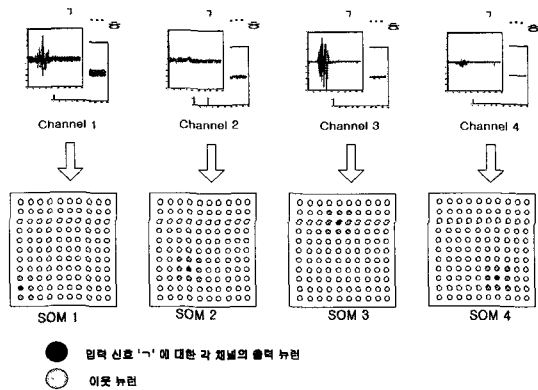 ㄱ ... ㅎ ㄱ ... ㅎ ㄱ ... ㅎ ㄱ ... ㅎ
Channel 1 Channel 2 Channel 3 Channel 4
SOM 1 SOM 2 SOM 3 SOM 4
입력 신호 'ㄱ' 에 대한 각 채널의 출력 뉴런
이웃 뉴런